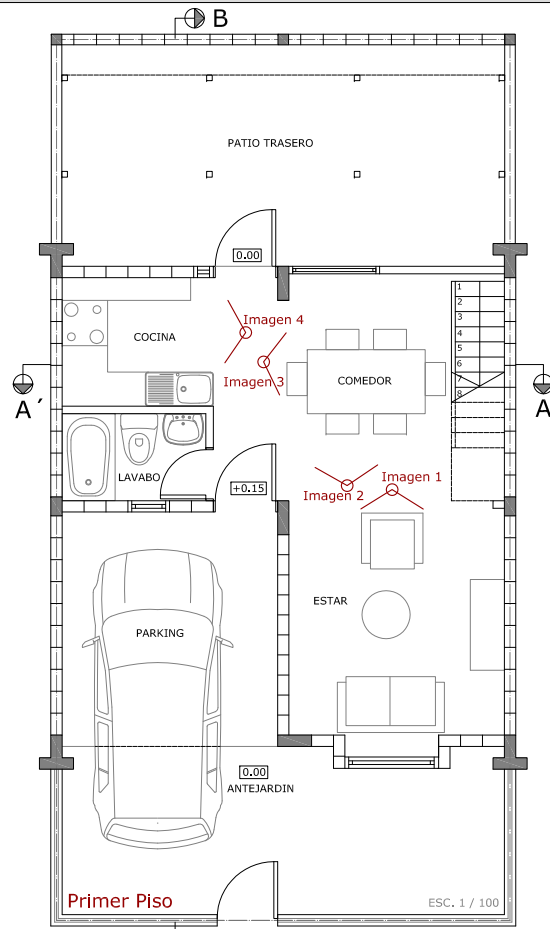 B
PATIO TRASERO
0.00
Imagen 4
COCINA
Imagen 3
COMEDOR
1
2
3
4
5
6
7
8
A´
A
LAVABO
+0.15
Imagen 1
Imagen 2
ESTAR
PARKING
0.00
ANTEJARDIN
Primer Piso
ESC. 1 / 100